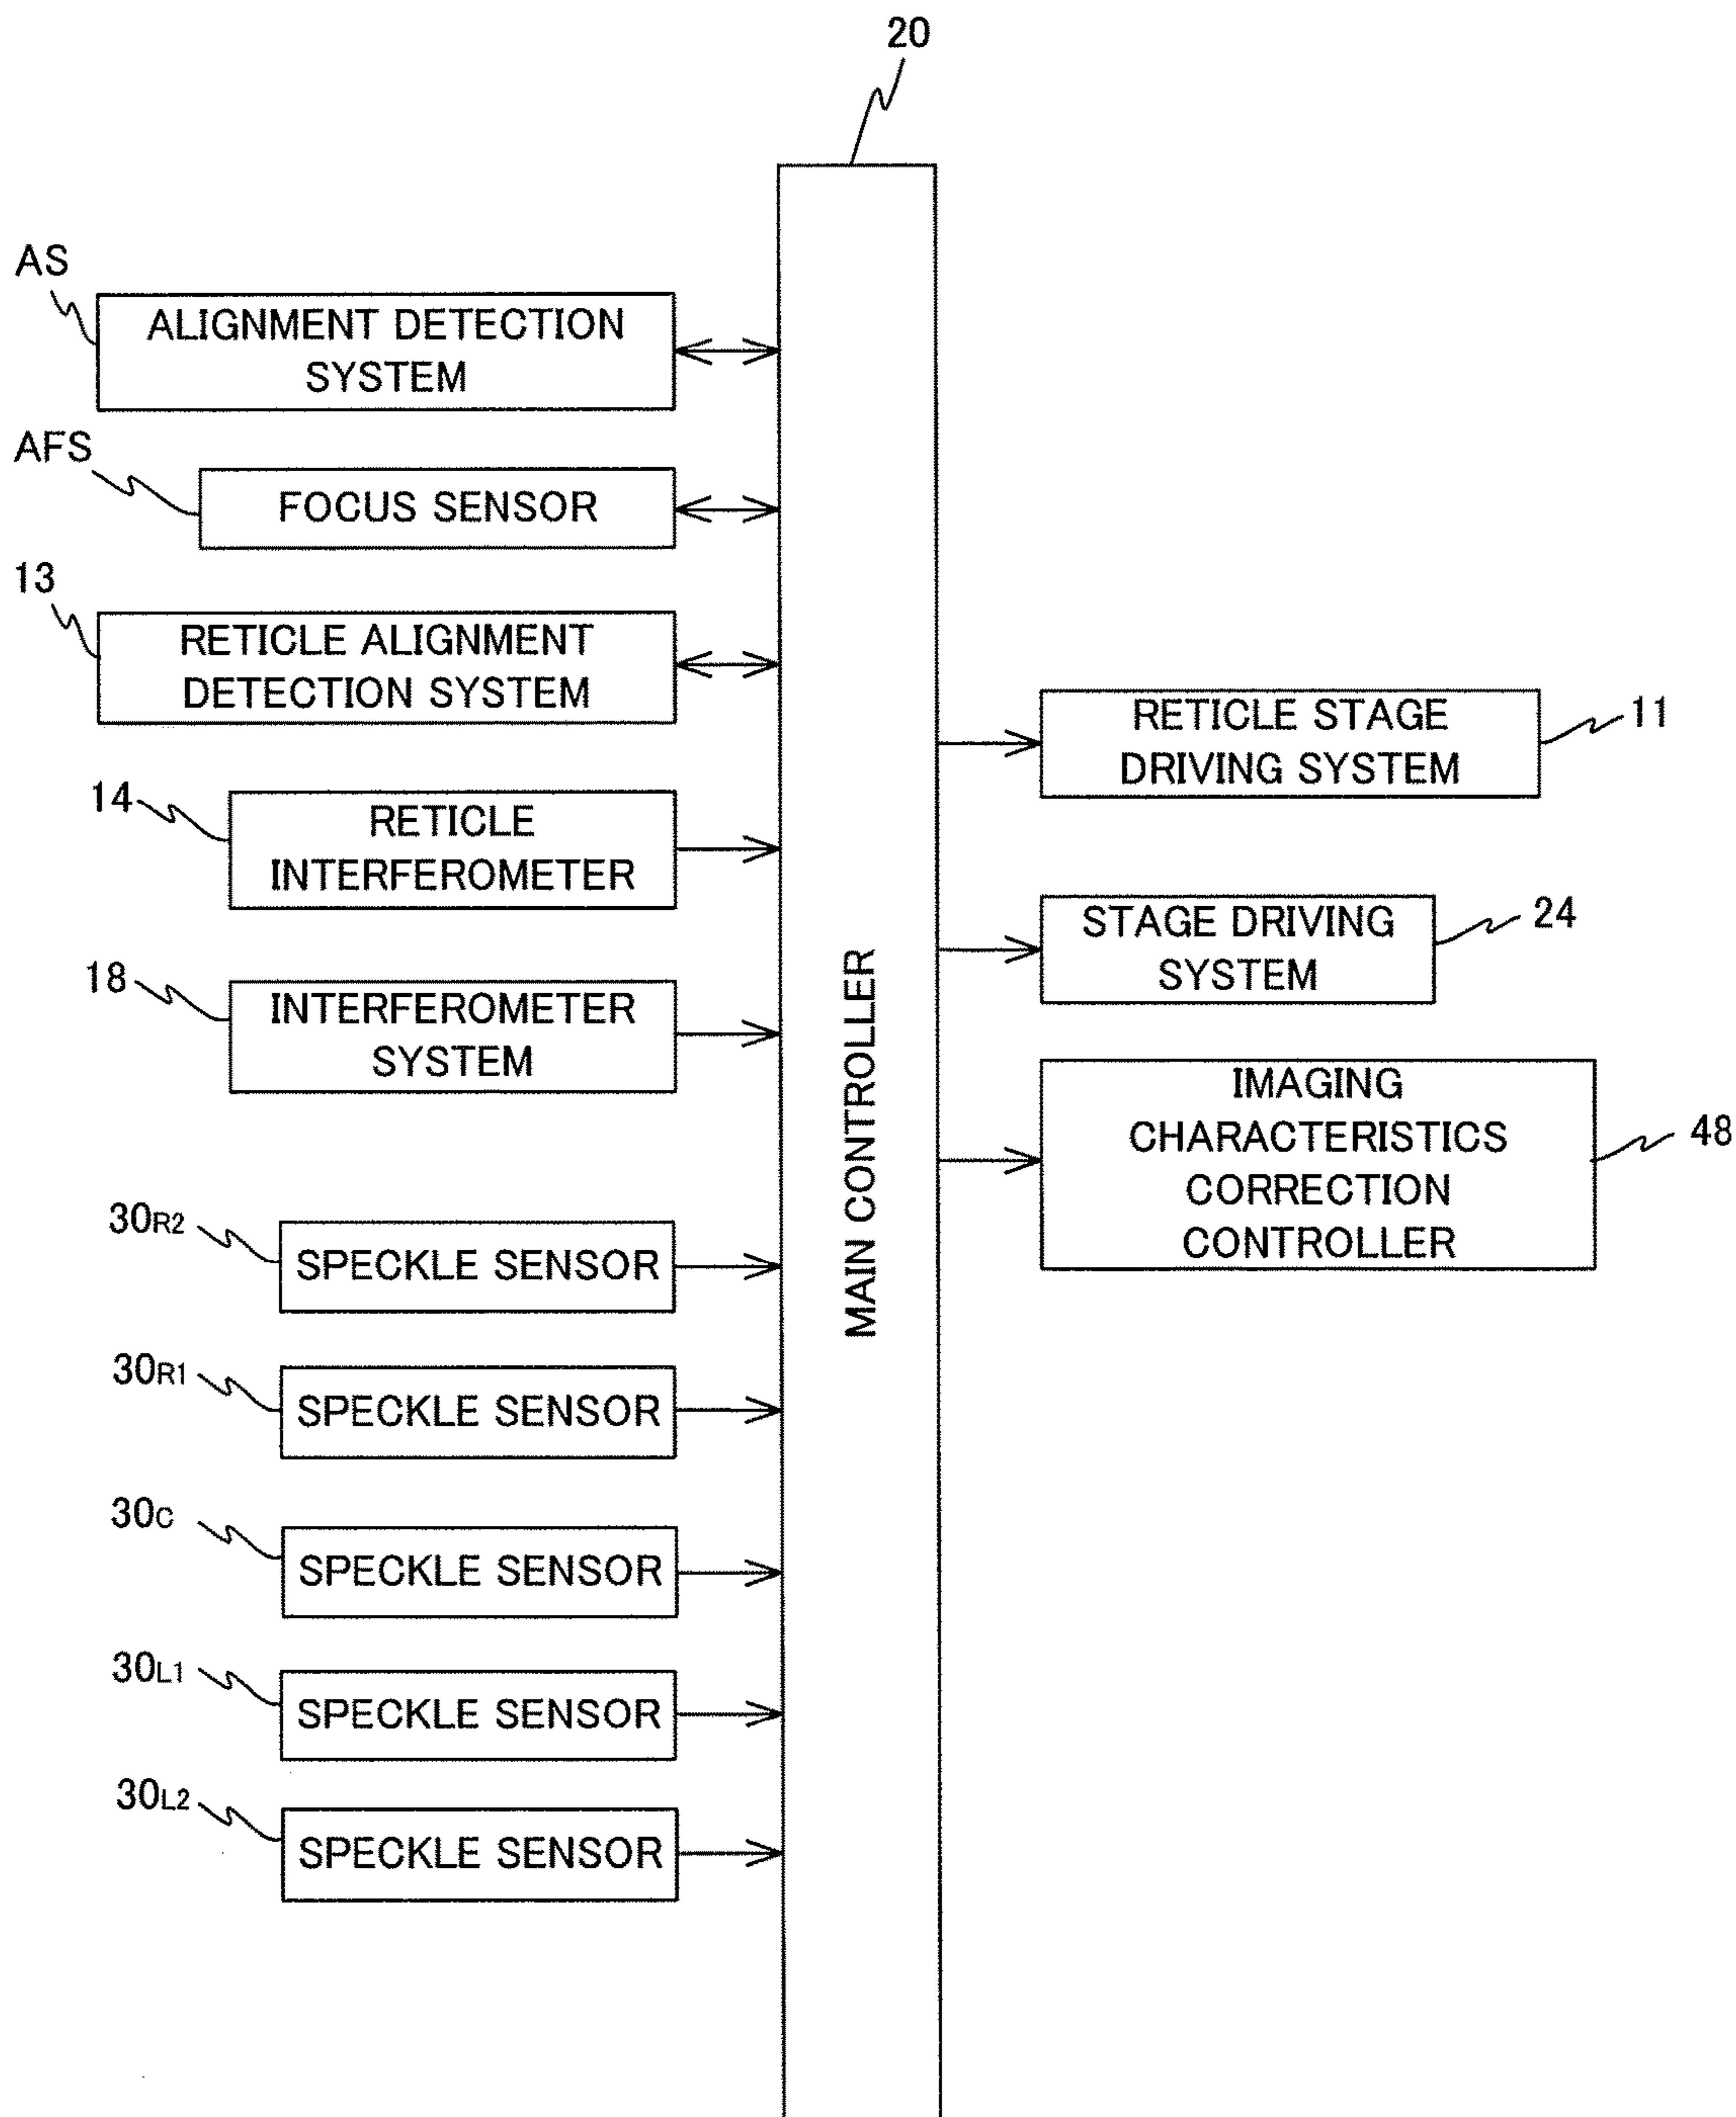 20
AS
ALIGNMENT DETECTION
SYSTEM
AFS
FOCUS SENSOR
13
RETICLE ALIGNMENT
DETECTION SYSTEM
14
RETICLE
INTERFEROMETER
18
INTERFEROMETER
SYSTEM
30R2
SPECKLE SENSOR
30R1
SPECKLE SENSOR
30C
SPECKLE SENSOR
30L1
SPECKLE SENSOR
30L2
SPECKLE SENSOR
MAIN CONTROLLER
RETICLE STAGE
DRIVING SYSTEM
11
STAGE DRIVING
SYSTEM
24
IMAGING
CHARACTERISTICS
CORRECTION
CONTROLLER
48